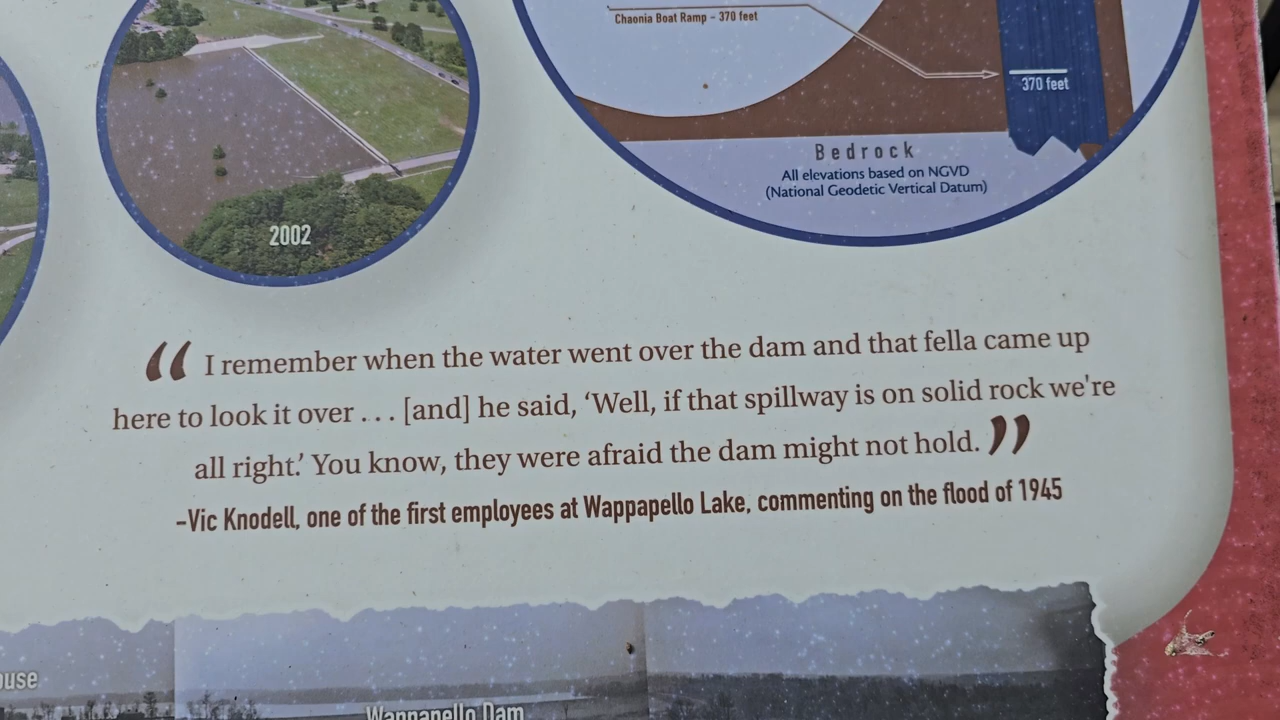 Chaonia Boat Ramp – 370 feet
370 feet
Bedrock
All elevations based on NGVD
(National Geodetic Vertical Datum)
2002
“ I remember when the water went over the dam and that fella came up
here to look it over . . . [and] he said, ‘Well, if that spillway is on solid rock we're
all right.’ You know, they were afraid the dam might not hold. ”
–Vic Knodell, one of the first employees at Wappapello Lake, commenting on the flood of 1945
Wappapello Dam